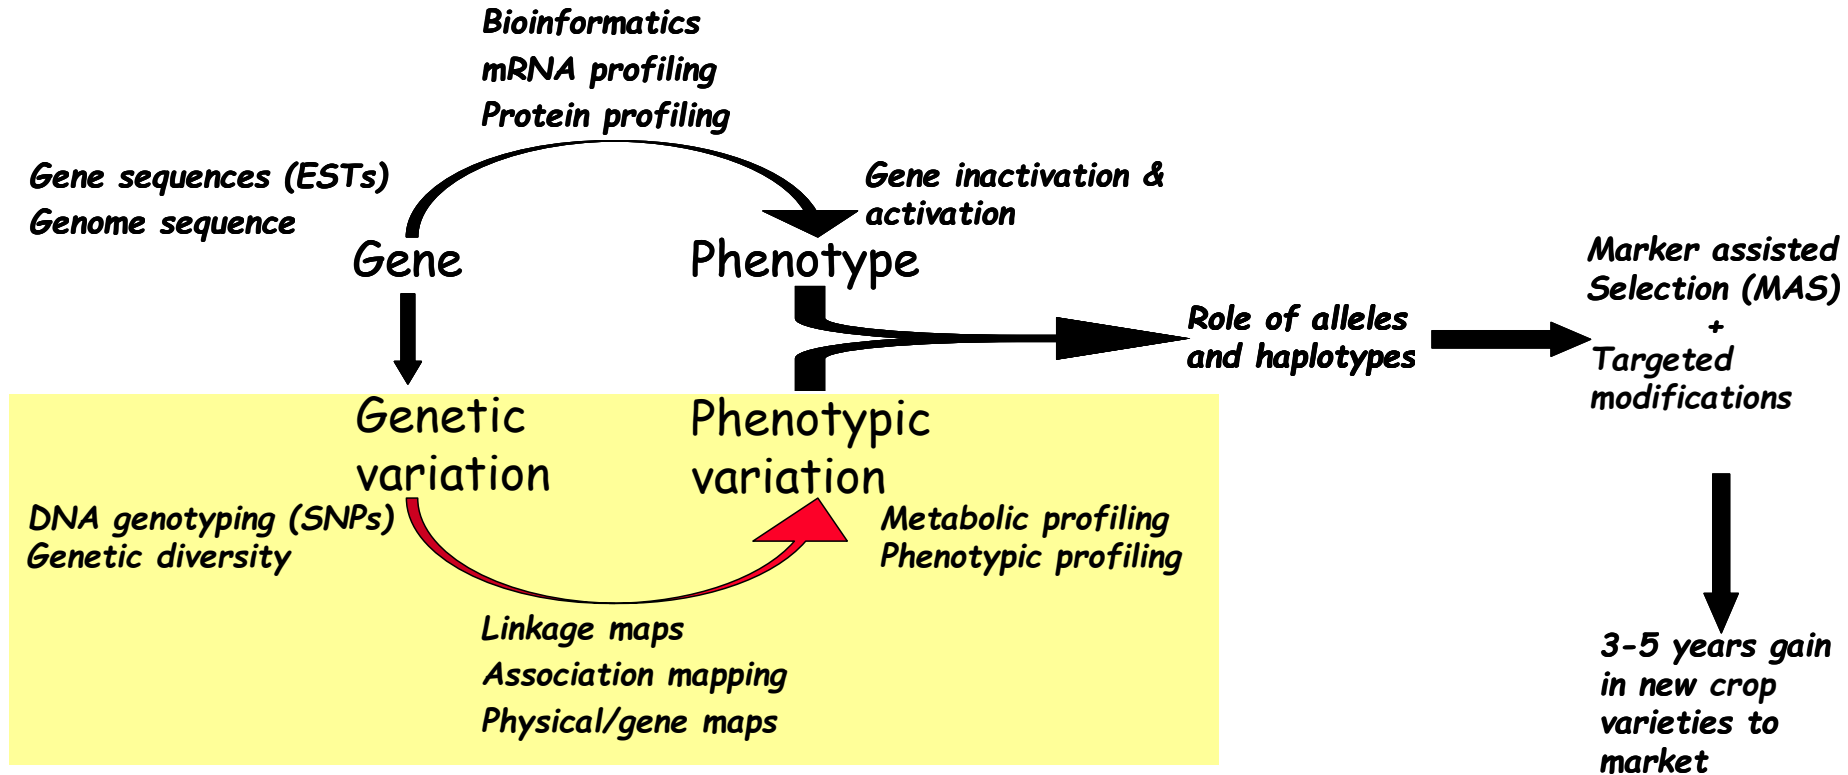 Bioinformatics
mRNA profiling
Protein profiling
Gene sequences (ESTs)
Genome sequence
Gene inactivation &
activation
Gene
Phenotype
Marker assisted
Selection (MAS)
+
Targeted
modifications
Role of alleles
and haplotypes
Genetic
variation
Phenotypic
variation
DNA genotyping (SNPs)
Genetic diversity
Metabolic profiling
Phenotypic profiling
Linkage maps
Association mapping
Physical/gene maps
3-5 years gain
in new crop
varieties to
market